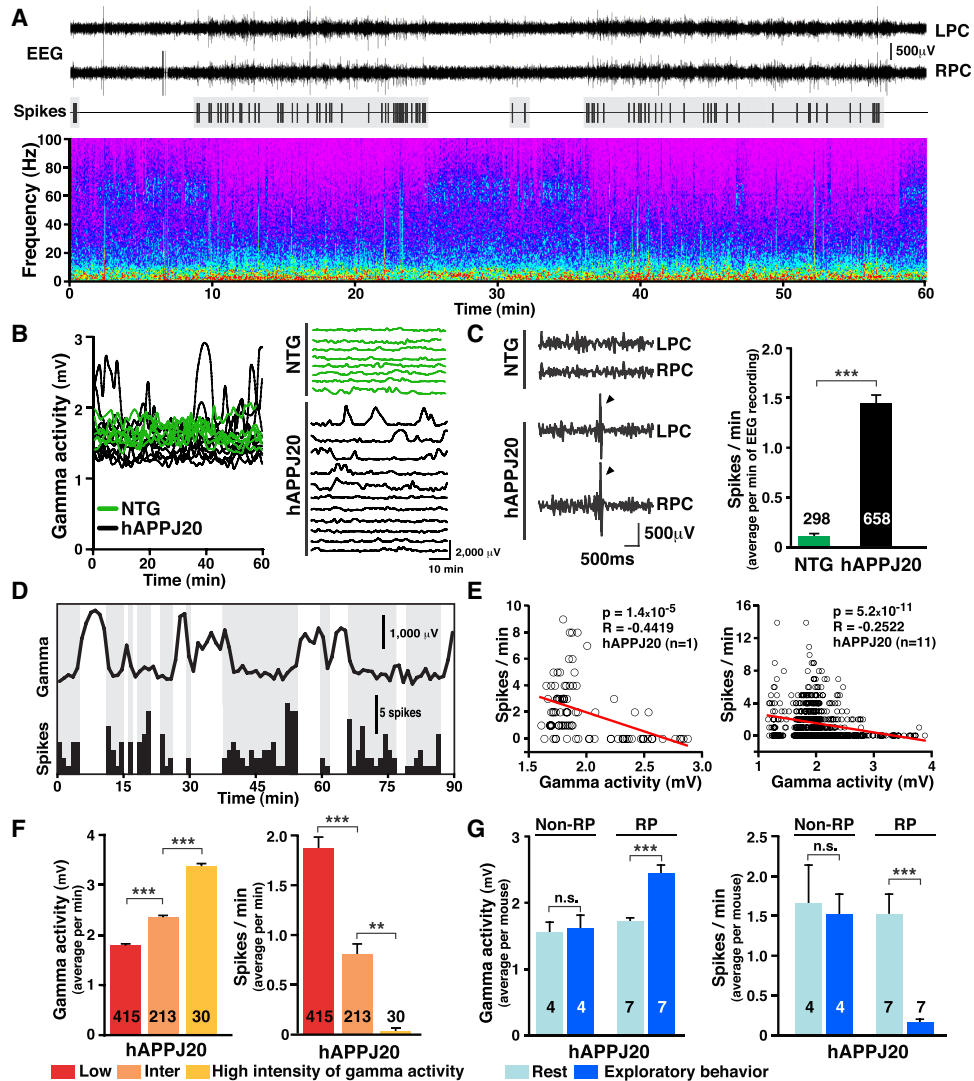 A
EEG
LPC
500µV
RPC
Spikes
Frequency (Hz)
100
80
60
40
20
0
0 10 20 30 40 50 60
Time (min)
B
Gamma activity (mV)
3
2
1
0
NTG
hAPPJ20
0 20 40 60
Time (min)
NTG
hAPPJ20
2,000 µV
10 min
C
NTG
LPC
RPC
hAPPJ20
LPC
RPC
500µV
500ms
Spikes / min
(average per min of EEG recording)
2.0
1.5
1.0
0.5
0.0
***
298
658
NTG hAPPJ20
D
Gamma
1,000 µV
Spikes
5 spikes
0 15 30 45 60 75 90
Time (min)
E
Spikes / min
10
8
6
4
2
0
p = 1.4x10-5
R = -0.4419
hAPPJ20 (n=1)
1.5 2.0 2.5 3.0
Gamma activity (mV)
Spikes / min
16
12
8
4
0
p = 5.2x10-11
R = -0.2522
hAPPJ20 (n=11)
1 2 3 4
Gamma activity (mV)
F
Gamma activity (mV)
(average per min)
4
3
2
1
0
***
***
415 213 30
hAPPJ20
Spikes / min
(average per min)
2.0
1.5
1.0
0.5
0.0
***
**
415 213 30
hAPPJ20
Low Inter High intensity of gamma activity
G
Gamma activity (mV)
(average per mouse)
3
2
1
0
Non-RP RP
n.s.
***
4 4 7 7
hAPPJ20
Spikes / min
(average per mouse)
2.5
2.0
1.5
1.0
0.5
0.0
Non-RP RP
n.s.
***
4 4 7 7
hAPPJ20
Rest Exploratory behavior